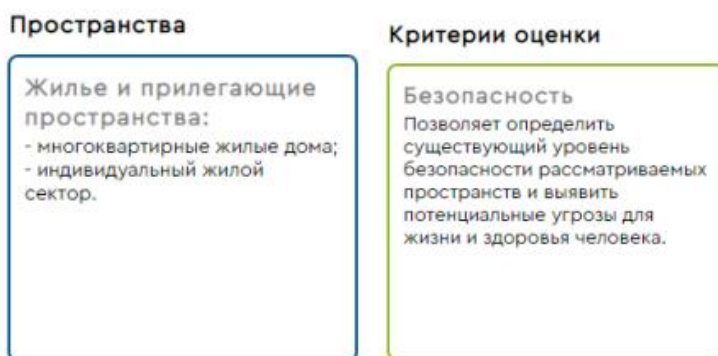 Пространства
Жилье и прилегающие
пространства:
- многоквартирные жилые дома;
- индивидуальный жилой
сектор.
Критерии оценки
Безопасность
Позволяет определить
существующий уровень
безопасности рассматриваемых
пространств и выявить
потенциальные угрозы для
жизни и здоровья человека.